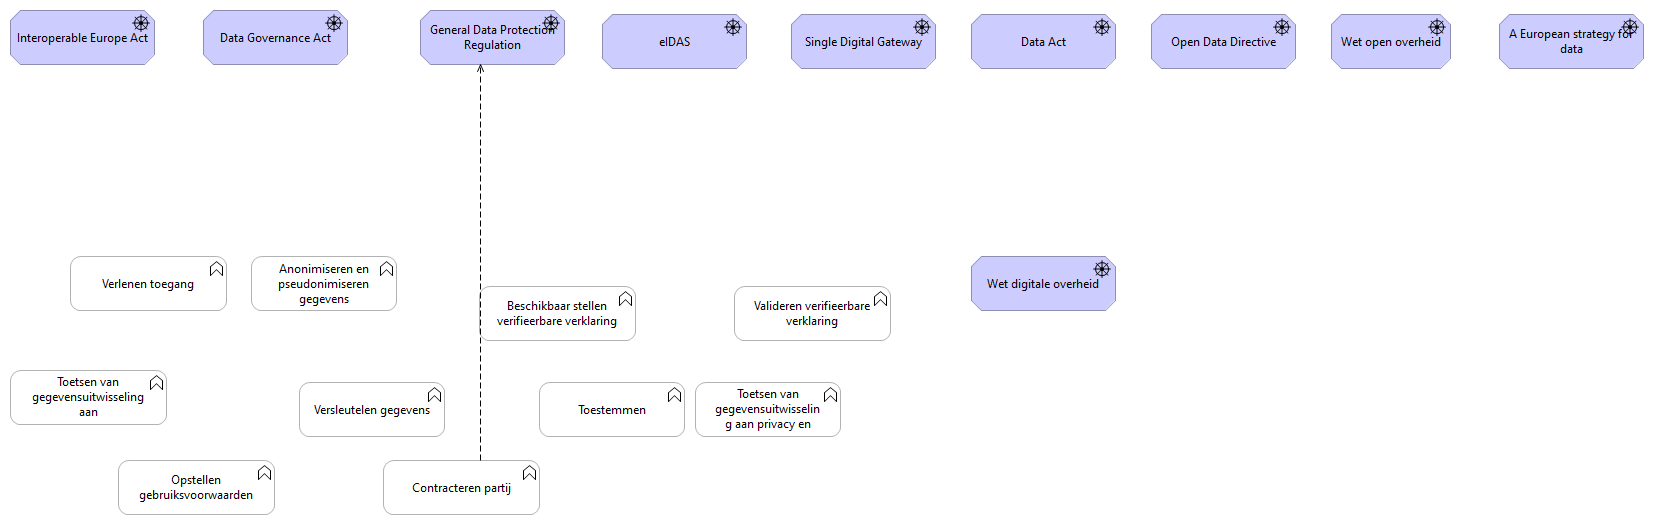 Interoperable Europe Act
Data Governance Act
General Data Protection
Regulation
eIDAS
Single Digital Gateway
Data Act
Open Data Directive
Wet open overheid
A European strategy for
data
Verlenen toegang
Anonimiseren en
pseudonimiseren
gegevens
Beschikbaar stellen
verifieerbare verklaring
Valideren verifieerbare
verklaring
Wet digitale overheid
Toetsen van
gegevensuitwisseling
aan
Versleutelen gegevens
Toestemmen
Toetsen van
gegevensuitwisselin
g aan privacy en
Opstellen
gebruiksvoorwaarden
Contracteren partij